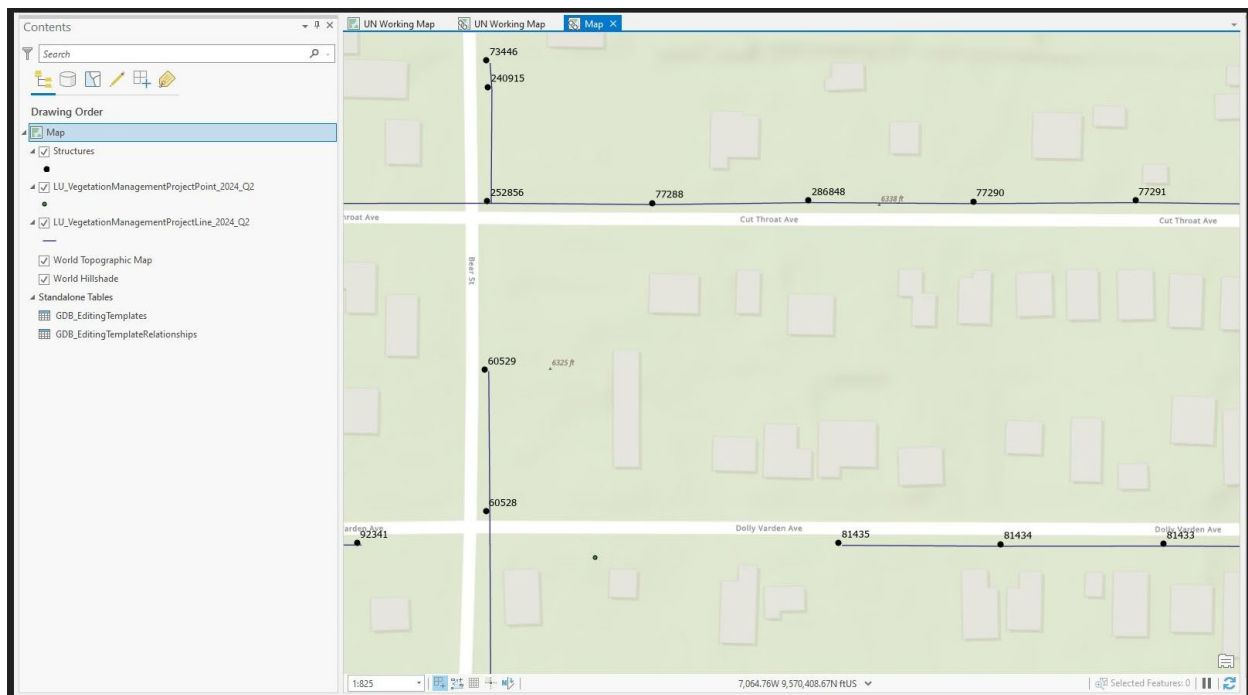 Contents
UN Working Map
UN Working Map
Map
Search
Drawing Order
Map
Structures
LU_VegetationManagementProjectPoint_2024_Q2
LU_VegetationManagementProjectLine_2024_Q2
World Topographic Map
World Hillshade
Standalone Tables
GDB_EditingTemplates
GDB_EditingTemplateRelationships
73446
240915
252856
77288
286848
6338 ft
77290
77291
hroat Ave
Cut Throat Ave
Cut Throat Ave
Bear St
60529
6325 ft
60528
arden Ave
Dolly Varden Ave
Dolly Varden Ave
92341
81435
81434
81433
1:825
7,064.76W 9,570,408.67N ftUS
Selected Features: 0